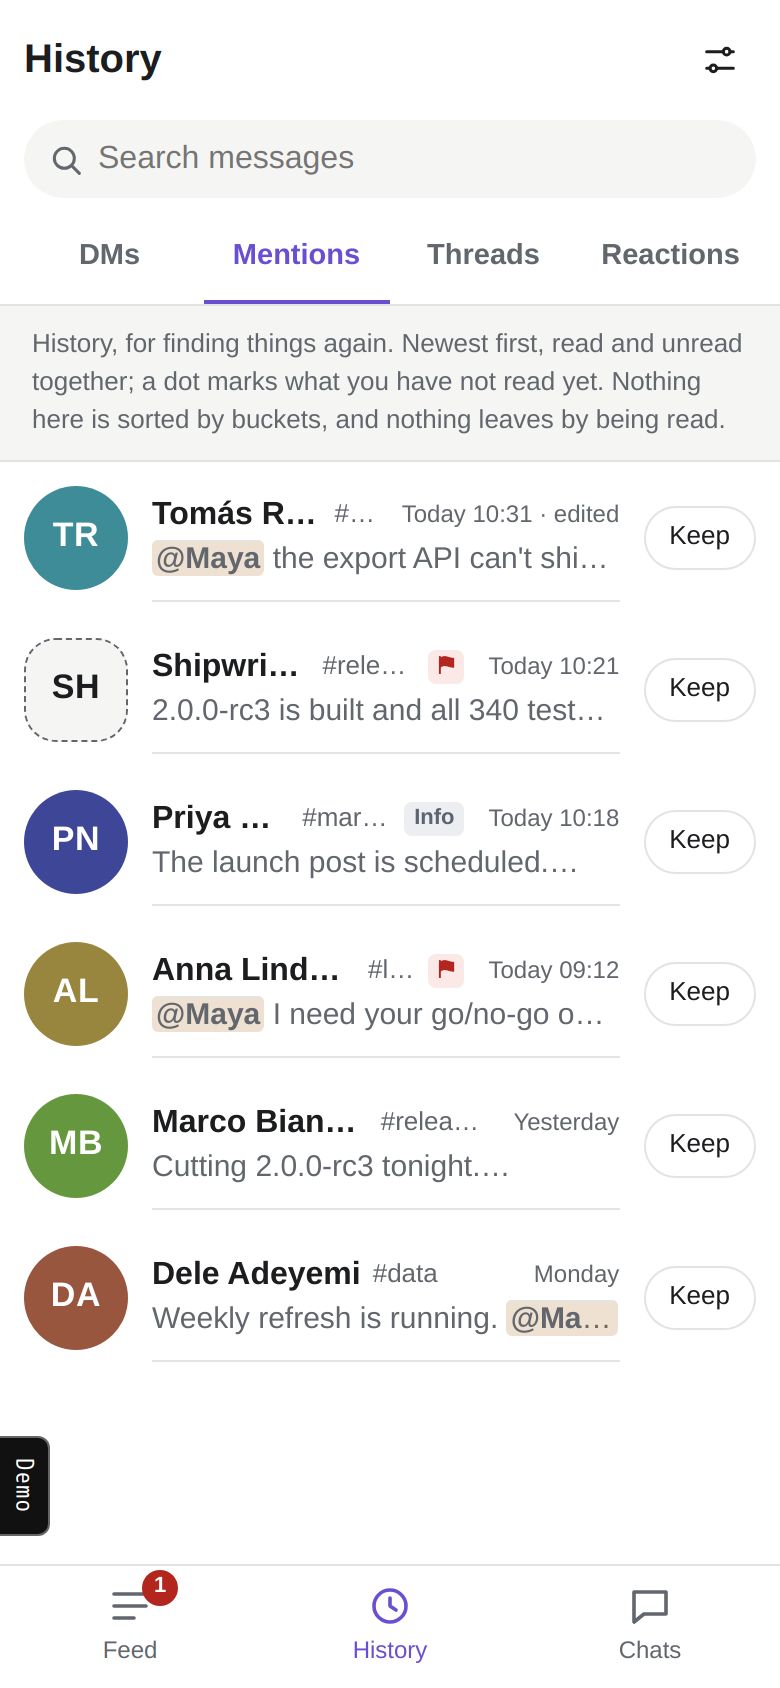 History
Search messages
DMs Mentions Threads Reactions
History, for finding things again. Newest first, read and unread
together; a dot marks what you have not read yet. Nothing
here is sorted by buckets, and nothing leaves by being read.
TR Tomás R… #… Today 10:31 · edited Keep
@Maya the export API can't shi…
SH Shipwri… #rele… Today 10:21 Keep
2.0.0-rc3 is built and all 340 test…
PN Priya … #mar… Info Today 10:18 Keep
The launch post is scheduled.…
AL Anna Lind… #l… Today 09:12 Keep
@Maya I need your go/no-go o…
MB Marco Bian… #relea… Yesterday Keep
Cutting 2.0.0-rc3 tonight.…
DA Dele Adeyemi #data Monday Keep
Weekly refresh is running. @Ma…
Demo
1
Feed History Chats